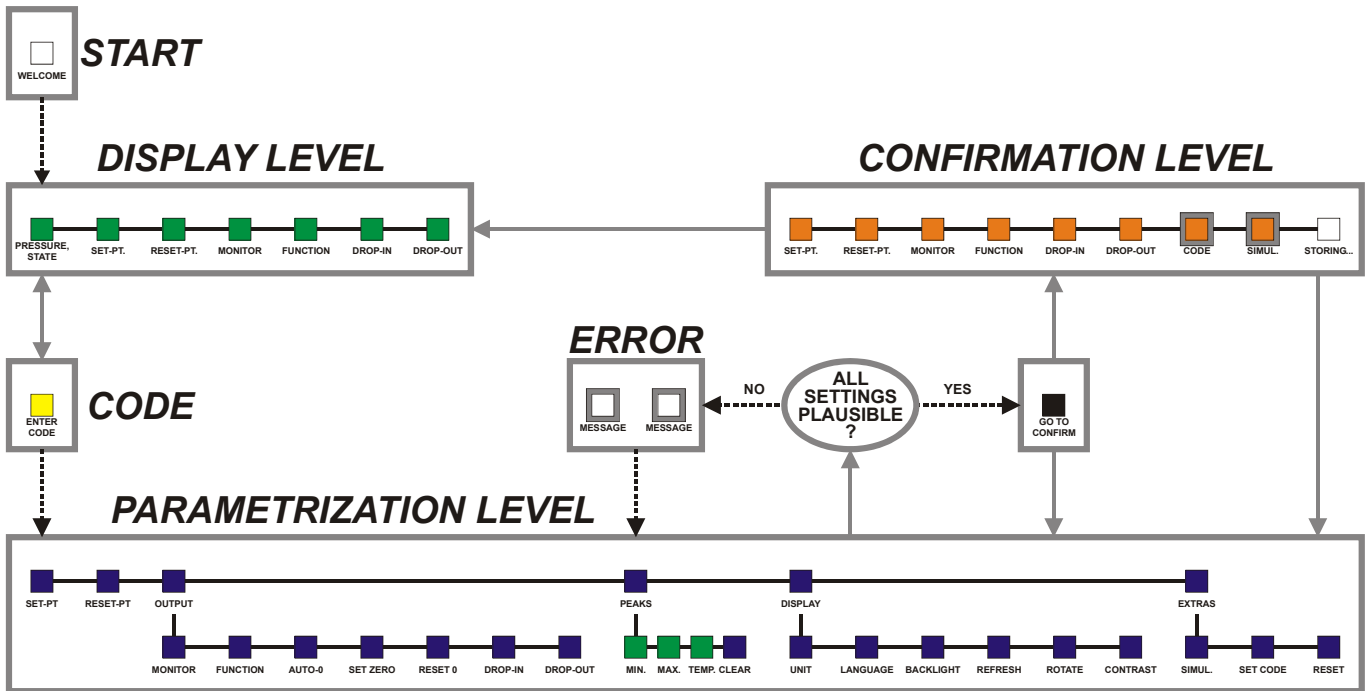 START
WELCOME
DISPLAY LEVEL
PRESSURE,
STATE
SET-PT.
RESET-PT.
MONITOR
FUNCTION
DROP-IN
DROP-OUT
CONFIRMATION LEVEL
SET-PT.
RESET-PT.
MONITOR
FUNCTION
DROP-IN
DROP-OUT
CODE
SIMUL.
STORING...
CODE
ENTER
CODE
ERROR
MESSAGE
MESSAGE
NO
ALL
SETTINGS
PLAUSIBLE
?
YES
GO TO
CONFIRM
PARAMETRIZATION LEVEL
SET-PT
RESET-PT
OUTPUT
PEAKS
DISPLAY
EXTRAS
MONITOR
FUNCTION
AUTO-0
SET ZERO
RESET 0
DROP-IN
DROP-OUT
MIN.
MAX.
TEMP.
CLEAR
UNIT
LANGUAGE
BACKLIGHT
REFRESH
ROTATE
CONTRAST
SIMUL.
SET CODE
RESET